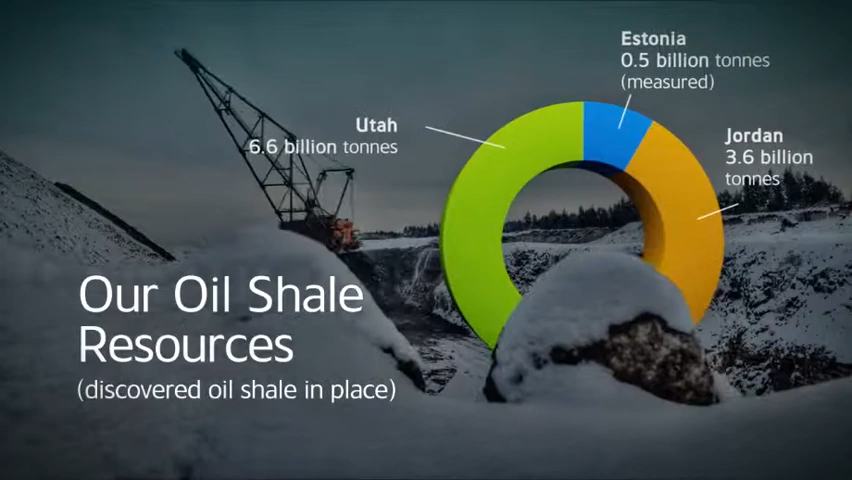 Estonia
0.5 billion tonnes
(measured)
Utah
6.6 billion tonnes
Jordan
3.6 billion
tonnes
Our Oil Shale
Resources
(discovered oil shale in place)